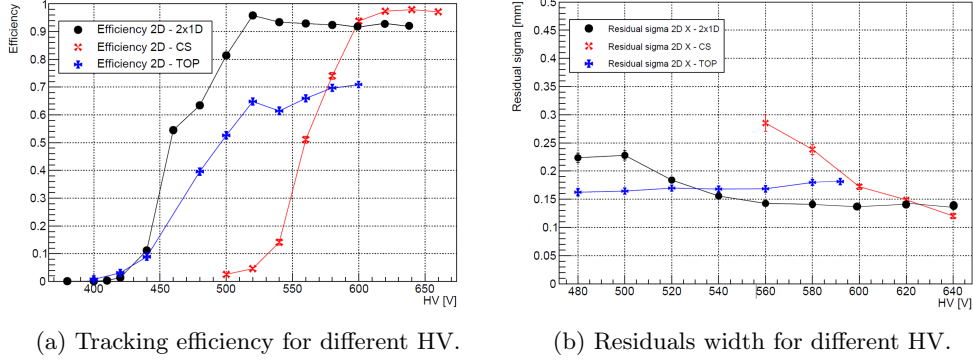 Efficiency
1
0.9
0.8
0.7
0.6
0.5
0.4
0.3
0.2
0.1
0
Efficiency 2D - 2x1D
Efficiency 2D - CS
Efficiency 2D - TOP
400 450 500 550 600 650
HV [V]
(a) Tracking efficiency for different HV.
Residual sigma [mm]
0.5
0.45
0.4
0.35
0.3
0.25
0.2
0.15
0.1
0.05
0
Residual sigma 2D X - 2x1D
Residual sigma 2D X - CS
Residual sigma 2D X - TOP
480 500 520 540 560 580 600 620 640
HV [V]
(b) Residuals width for different HV.